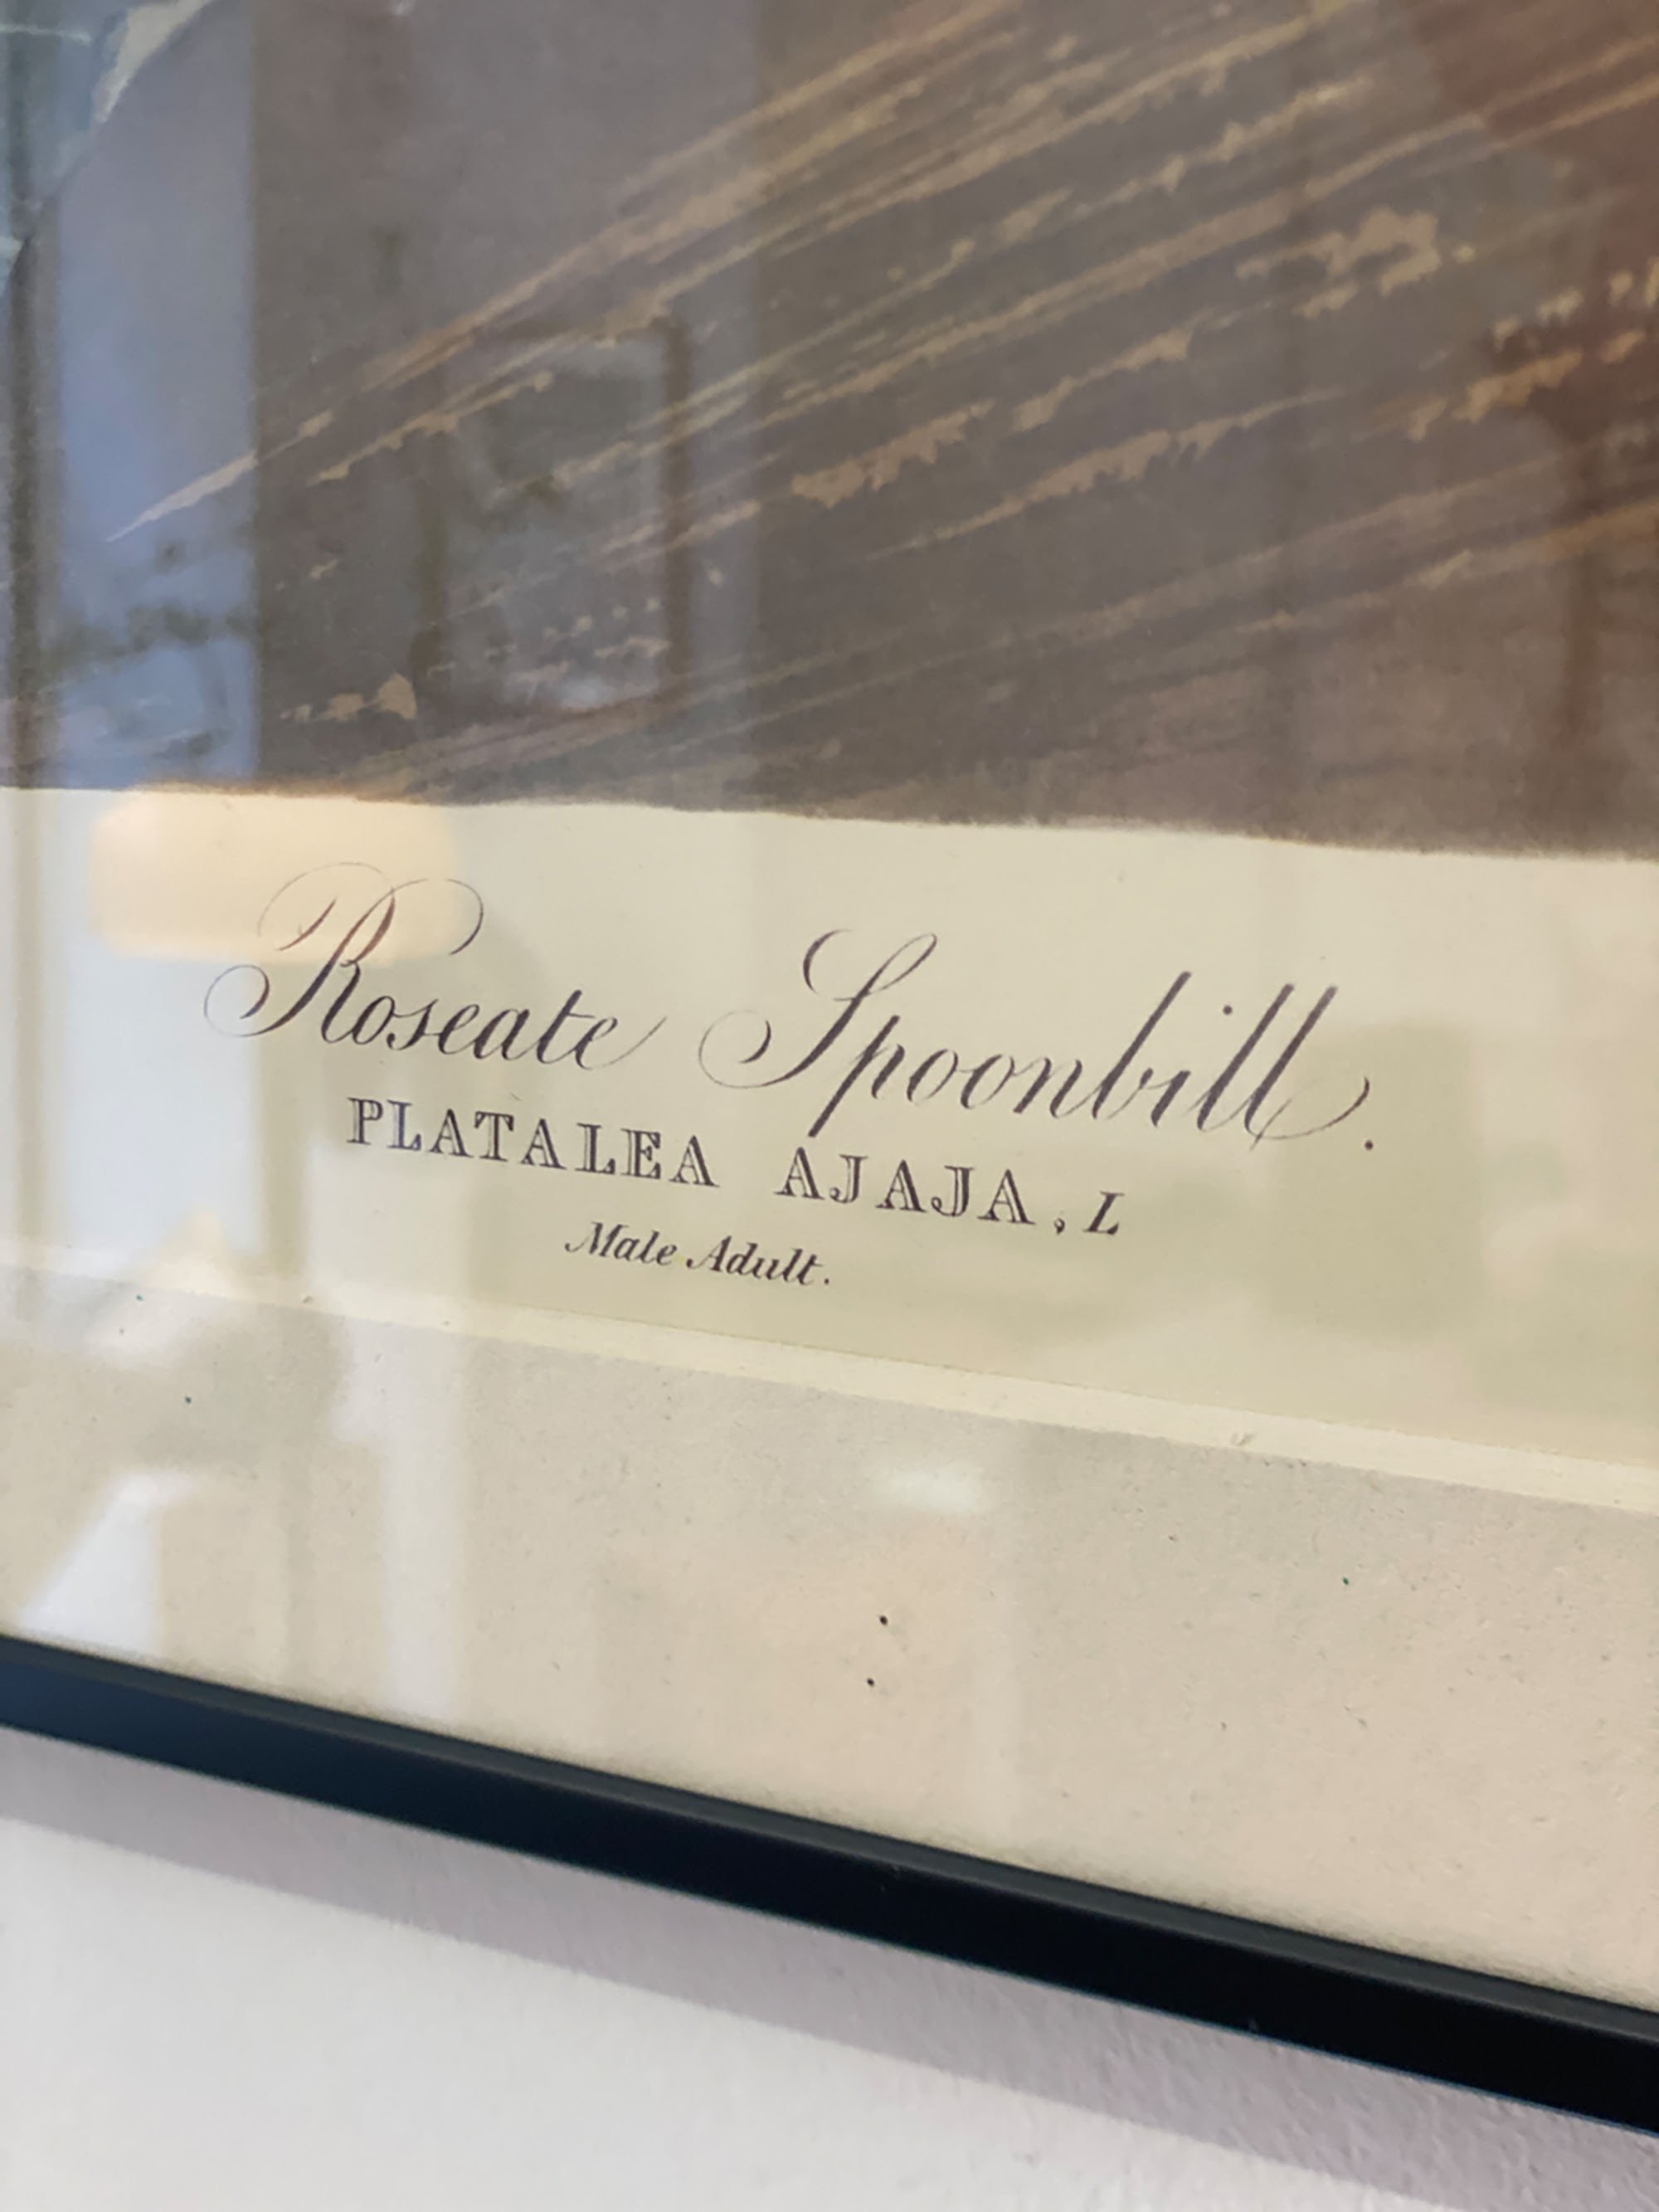 Roseate Spoonbill.
PLATALEA AJAJA, L
Male Adult.